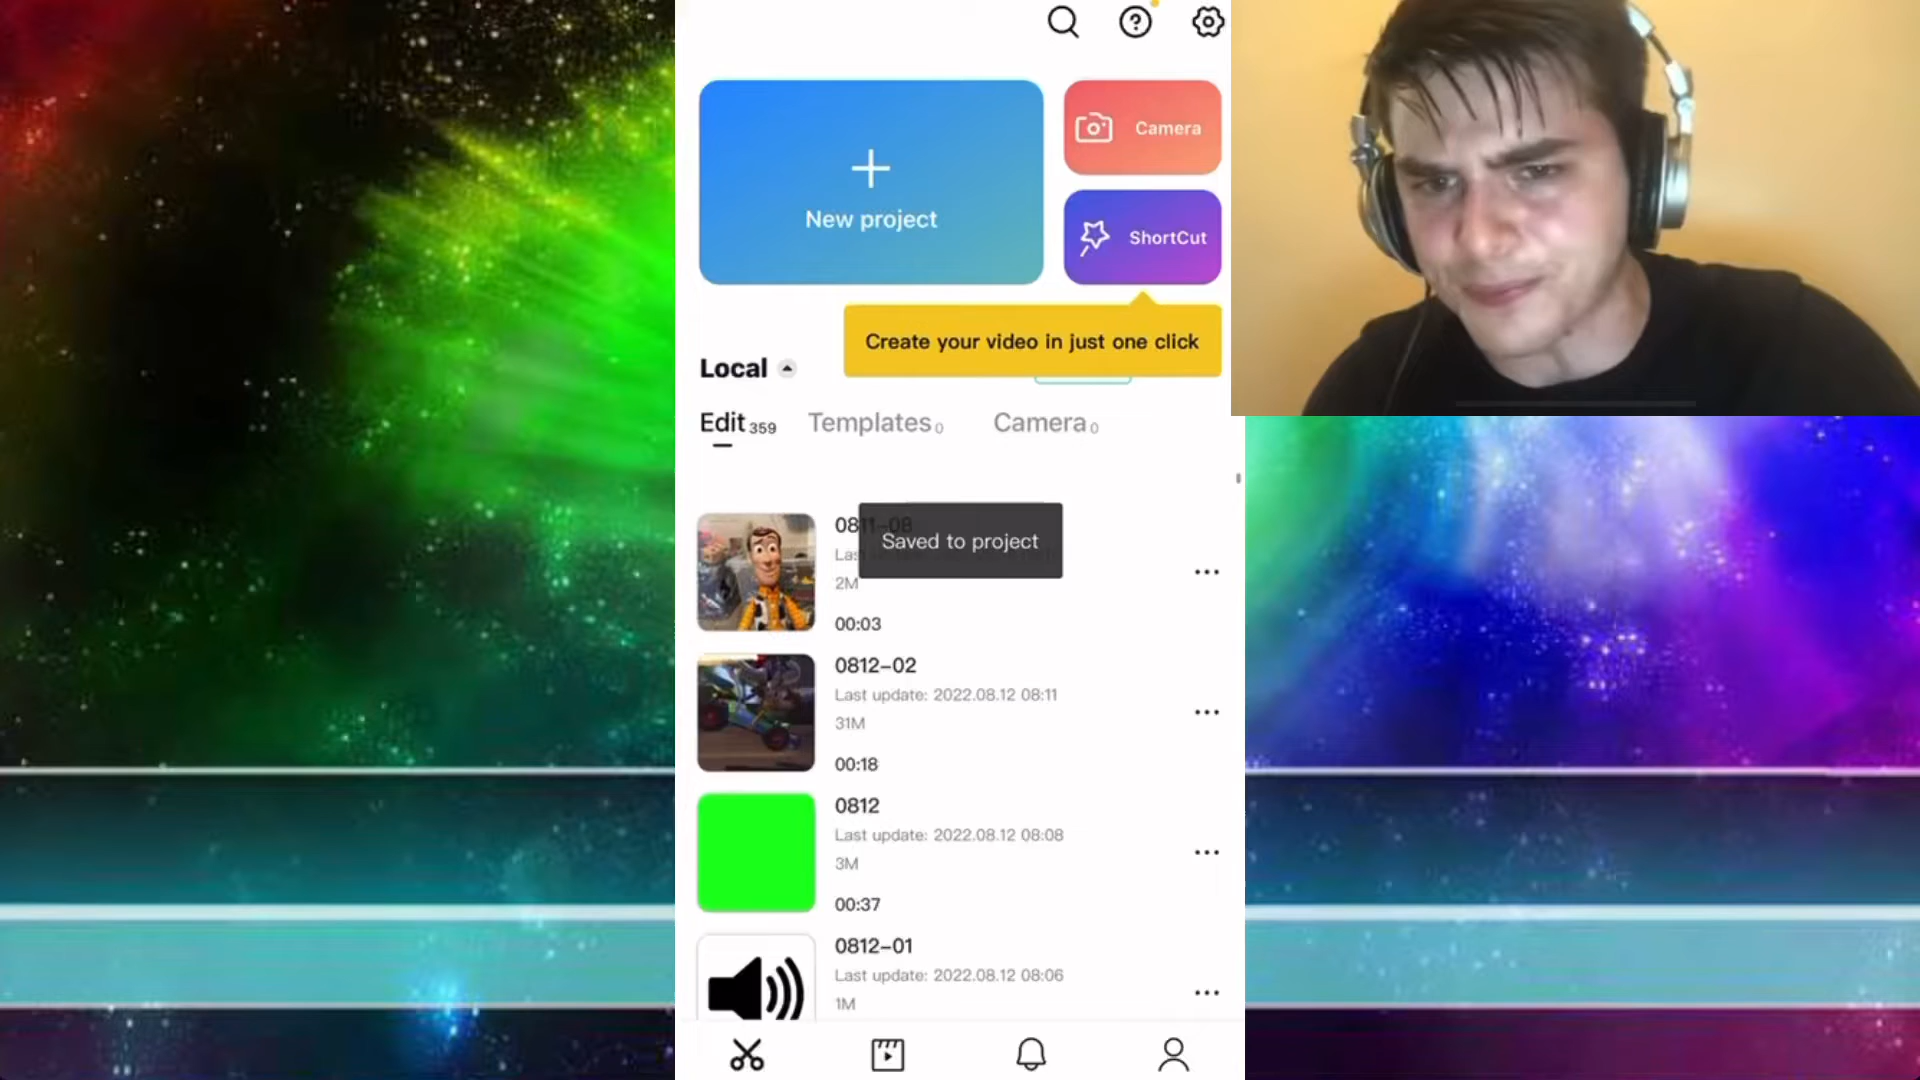 Camera
New project
ShortCut
Create your video in just one click
Local
Edit 359 Templates 0 Camera 0
0811-08
Saved to project
2M
00:03
0812-02
Last update: 2022.08.12 08:11
31M
00:18
0812
Last update: 2022.08.12 08:08
3M
00:37
0812-01
Last update: 2022.08.12 08:06
1M